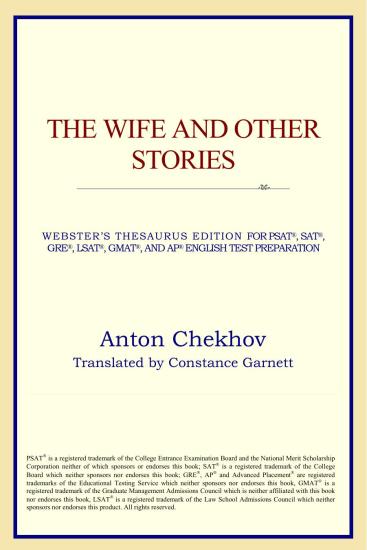 THE WIFE AND OTHER
STORIES
WEBSTER'S THESAURUS EDITION FOR PSAT®, SAT®,
GRE®, LSAT®, GMAT®, AND AP® ENGLISH TEST PREPARATION
Anton Chekhov
Translated by Constance Garnett
PSAT® is a registered trademark of the College Entrance Examination Board and the National Merit Scholarship
Corporation neither of which sponsors or endorses this book; SAT® is a registered trademark of the College
Board which neither sponsors nor endorses this book; GRE®, AP® and Advanced Placement® are registered
trademarks of the Educational Testing Service which neither sponsors nor endorses this book, GMAT® is a
registered trademark of the Graduate Management Admissions Council which is neither affiliated with this book
nor endorses this book, LSAT® is a registered trademark of the Law School Admissions Council which neither
sponsors nor endorses this product. All rights reserved.